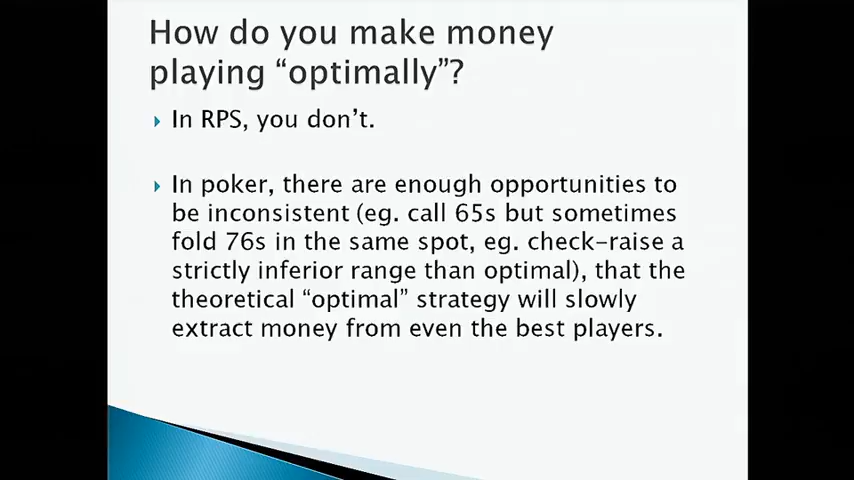 How do you make money
playing “optimally”?
In RPS, you don’t.
In poker, there are enough opportunities to
be inconsistent (eg. call 65s but sometimes
fold 76s in the same spot, eg. check-raise a
strictly inferior range than optimal), that the
theoretical “optimal” strategy will slowly
extract money from even the best players.